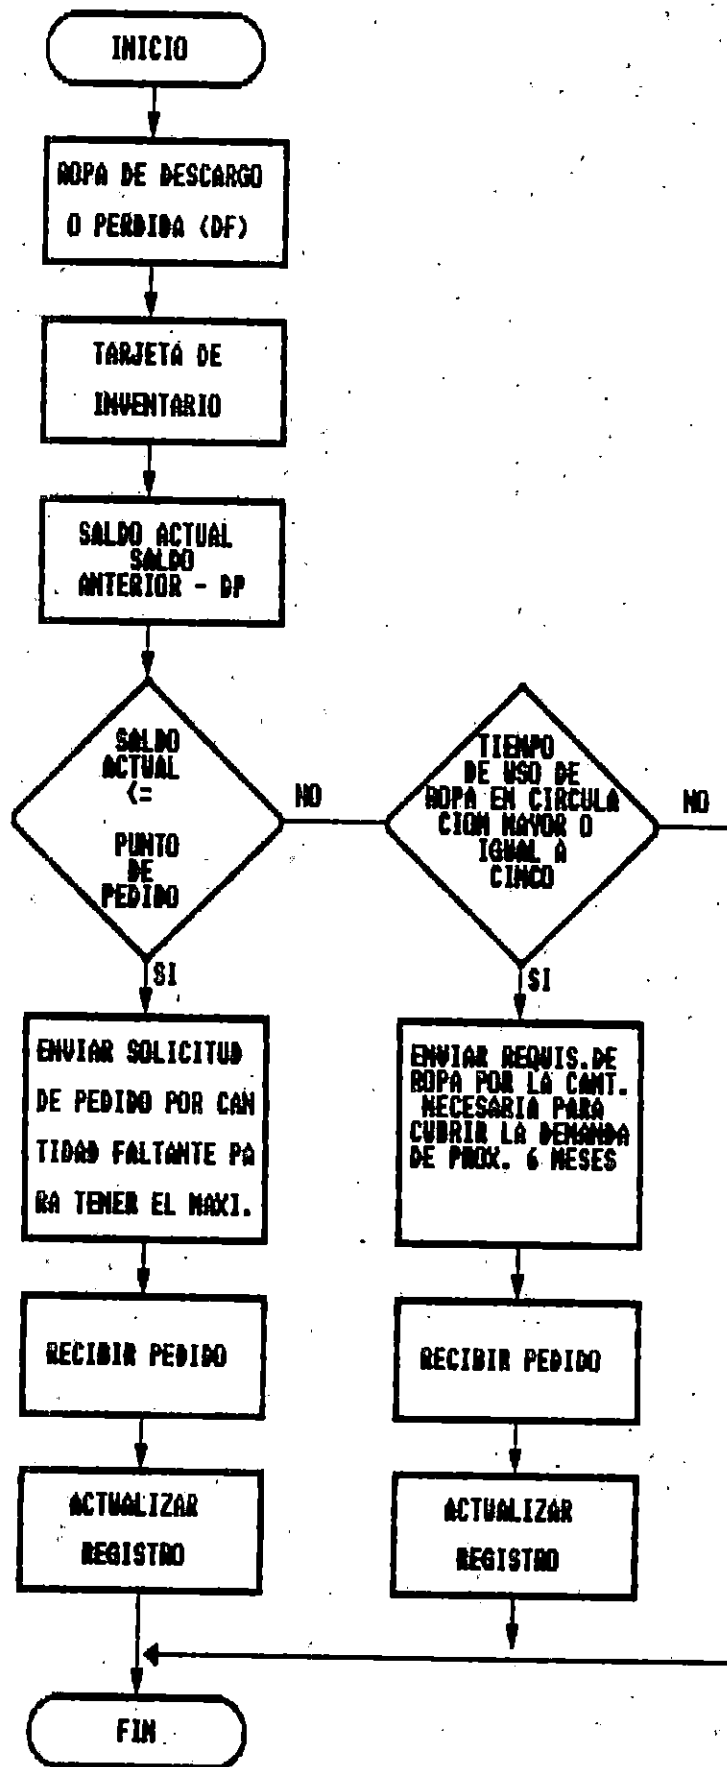 INICIO
ROPA DE DESCARGO
O PERDIDA (DF)
TARJETA DE
INVENTARIO
SALDO ACTUAL
SALDO
ANTERIOR - DP
SALDO
ACTUAL
<=
PUNTO
DE
PEDIDO
NO
TIEMPO
DE USO DE
ROPA EN CIRCULA
CION MAYOR O
IGUAL A
CINCO
NO
SI
SI
ENVIAR SOLICITUD
DE PEDIDO POR CAN
TIDAD FALTANTE PA
RA TENER EL MAXI.
ENVIAR REQUIS.DE
ROPA POR LA CANT.
NECESARIA PARA
CUBRIR LA DEMANDA
DE PROX. 6 MESES
RECIBIR PEDIDO
RECIBIR PEDIDO
ACTUALIZAR
REGISTRO
ACTUALIZAR
REGISTRO
FIN